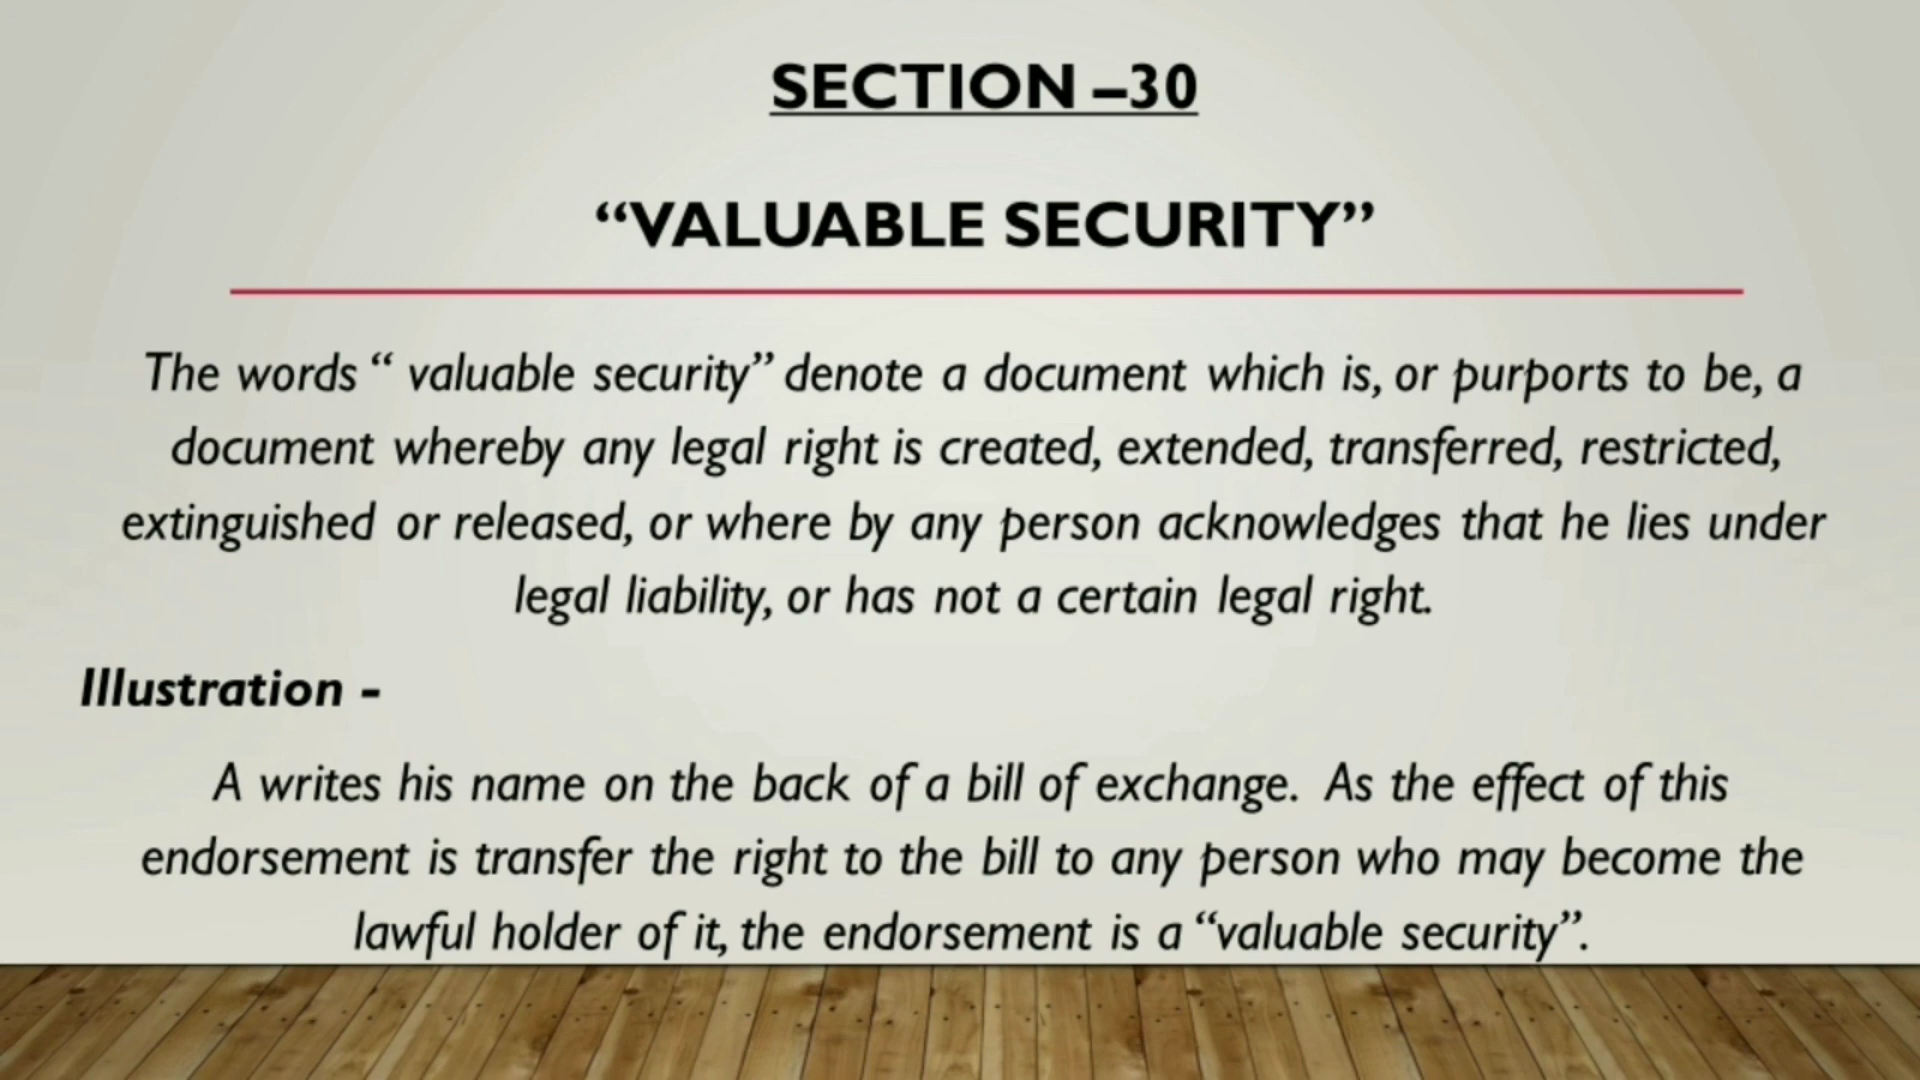 SECTION –30
“VALUABLE SECURITY”
The words “ valuable security” denote a document which is, or purports to be, a
document whereby any legal right is created, extended, transferred, restricted,
extinguished or released, or where by any person acknowledges that he lies under
legal liability, or has not a certain legal right.
Illustration -
A writes his name on the back of a bill of exchange. As the effect of this
endorsement is transfer the right to the bill to any person who may become the
lawful holder of it, the endorsement is a “valuable security”.